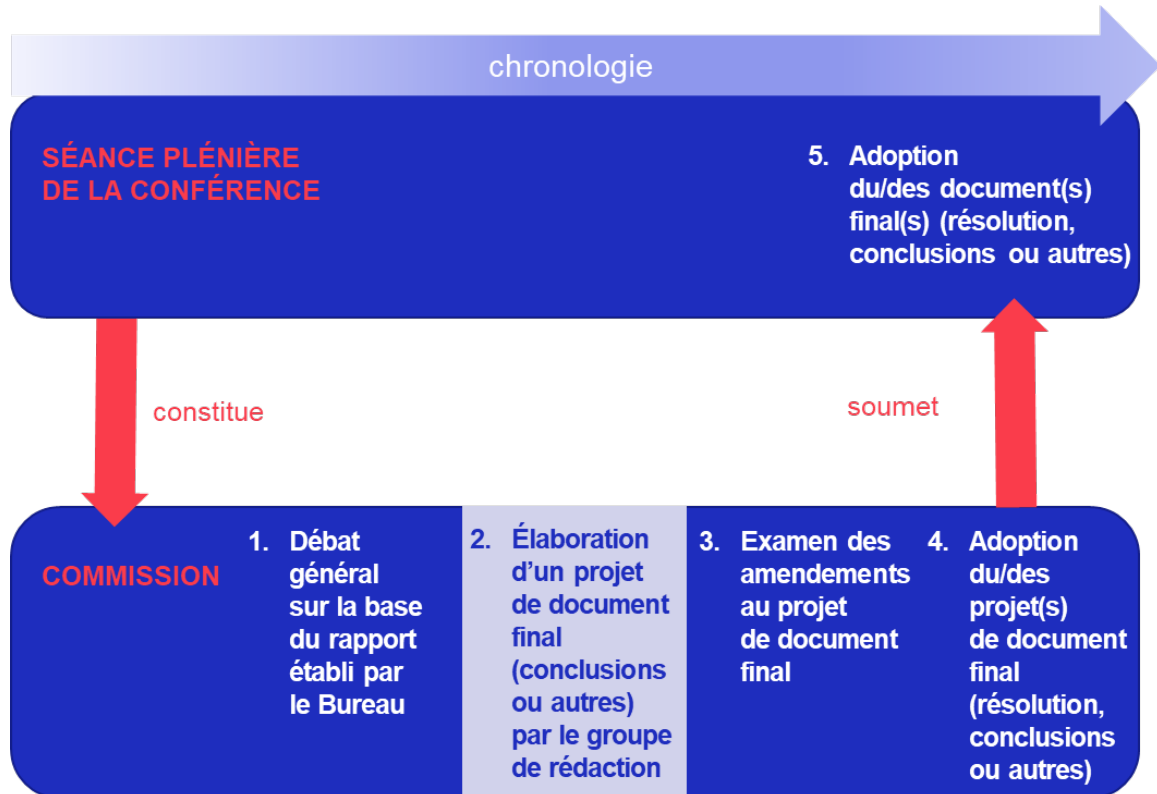 chronologie
SÉANCE PLÉNIÈRE
DE LA CONFÉRENCE
5. Adoption
du/des document(s)
final(s) (résolution,
conclusions ou autres)
constitue
soumet
COMMISSION
1. Débat
général
sur la base
du rapport
établi par
le Bureau
2. Élaboration
d'un projet
de document
final
(conclusions
ou autres)
par le groupe
de rédaction
3. Examen des
amendements
au projet
de document
final
4. Adoption
du/des
projet(s)
de document
final
(résolution,
conclusions
ou autres)